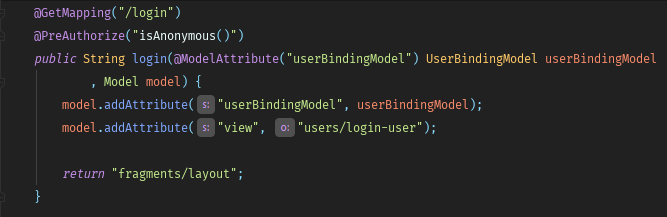 @GetMapping("/login")
@PreAuthorize("isAnonymous()")
public String login(@ModelAttribute("userBindingModel") UserBindingModel userBindingModel
, Model model) {
model.addAttribute( s: "userBindingModel", userBindingModel);
model.addAttribute( s: "view", o: "users/login-user");
return "fragments/layout";
}